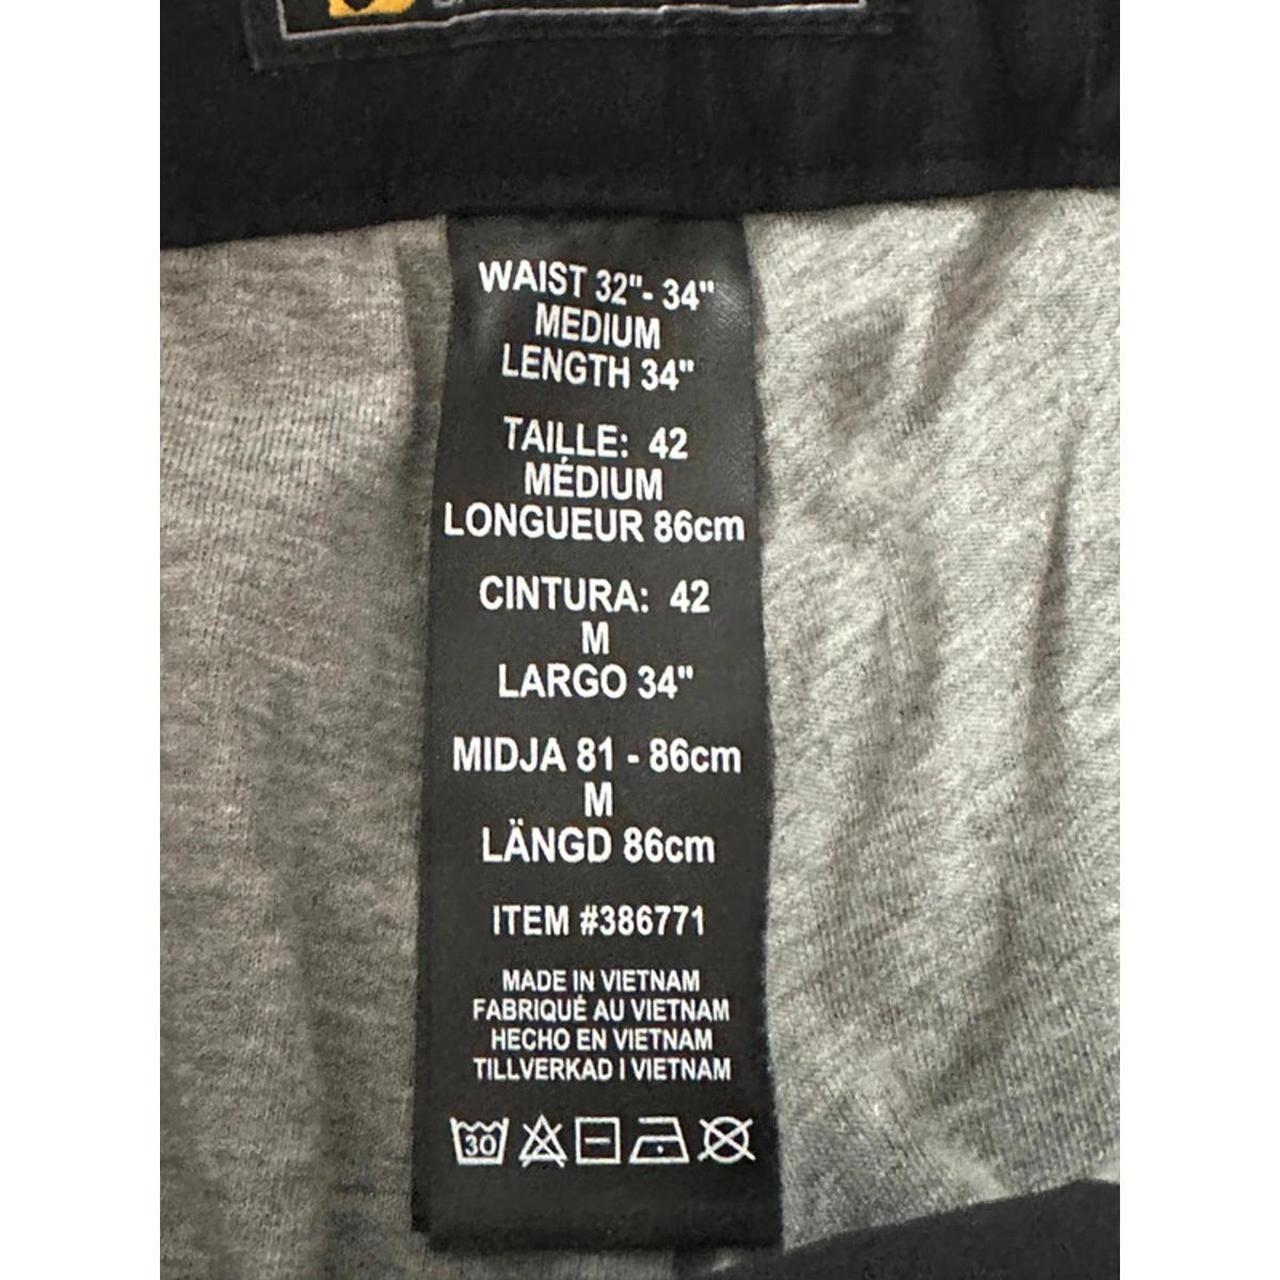 WAIST 32"- 34"
MEDIUM
LENGTH 34"
TAILLE: 42
MÉDIUM
LONGUEUR 86cm
CINTURA: 42
M
LARGO 34"
MIDJA 81 - 86cm
M
LÄNGD 86cm
ITEM #386771
MADE IN VIETNAM
FABRIQUÉ AU VIETNAM
HECHO EN VIETNAM
TILLVERKAD I VIETNAM
30